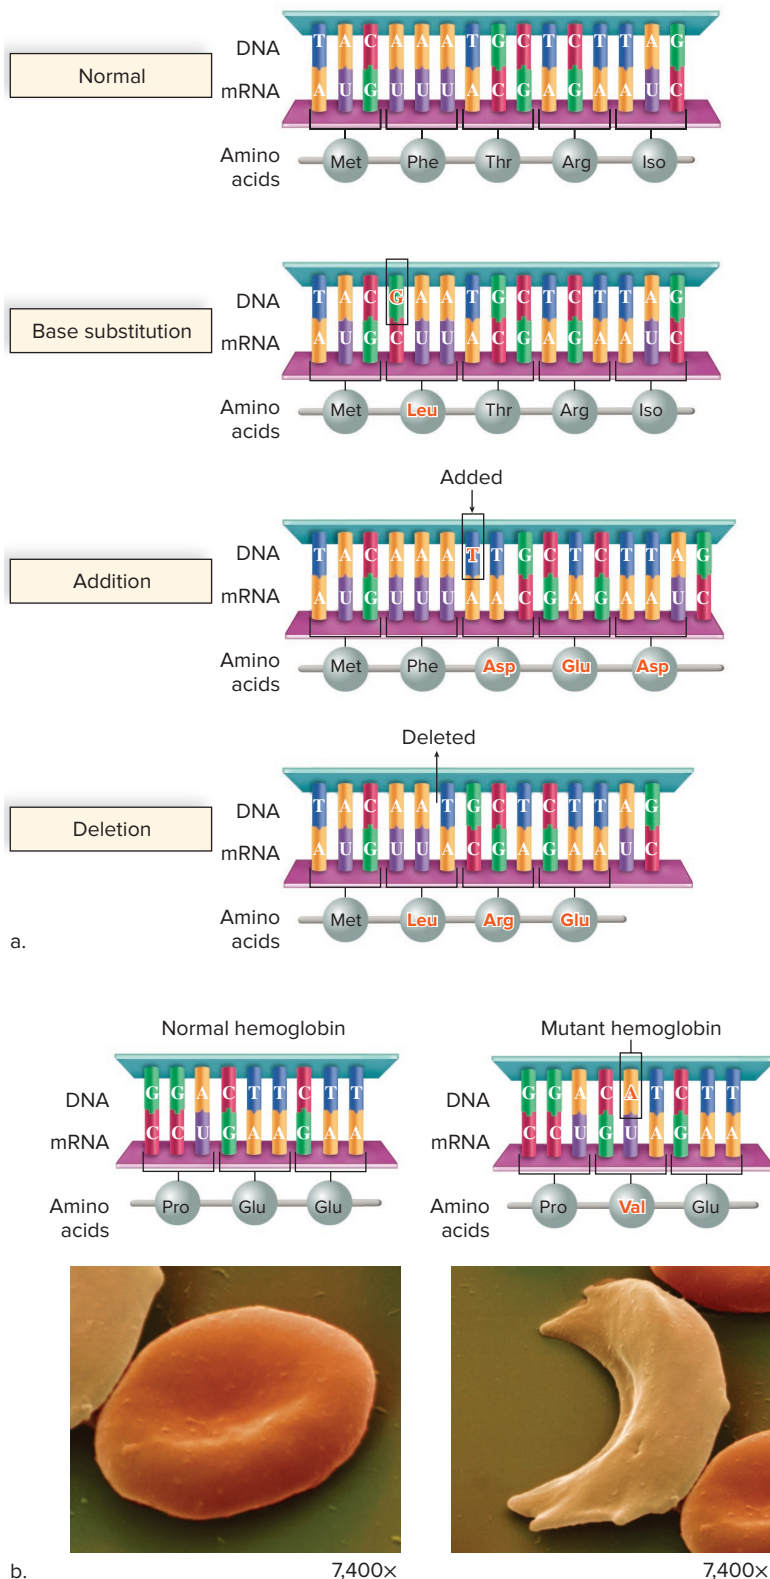 Normal
DNA
T A C A A A T G C T C T T A G
mRNA
A U G U U U A C G A G A A U C
Amino
acids
Met Phe Thr Arg Iso
Base substitution
DNA
T A C G A A T G C T C T T A G
mRNA
A U G C U U A C G A G A A U C
Amino
acids
Met Leu Thr Arg Iso
Added
Addition
DNA
T A C A A A T T G C T C T T A G
mRNA
A U G U U U A A C G A G A A U C
Amino
acids
Met Phe Asp Glu Asp
Deleted
Deletion
DNA
T A C A A T G C T C T T A G
mRNA
A U G U U A C G A G A A U C
Amino
acids
Met Leu Arg Glu
a.
Normal hemoglobin
DNA
G G A C T T C T T
mRNA
C C U G A A G A A
Amino
acids
Pro Glu Glu
Mutant hemoglobin
DNA
G G A C A T C T T
mRNA
C C U G U A G A A
Amino
acids
Pro Val Glu
b.
7,400×
7,400×